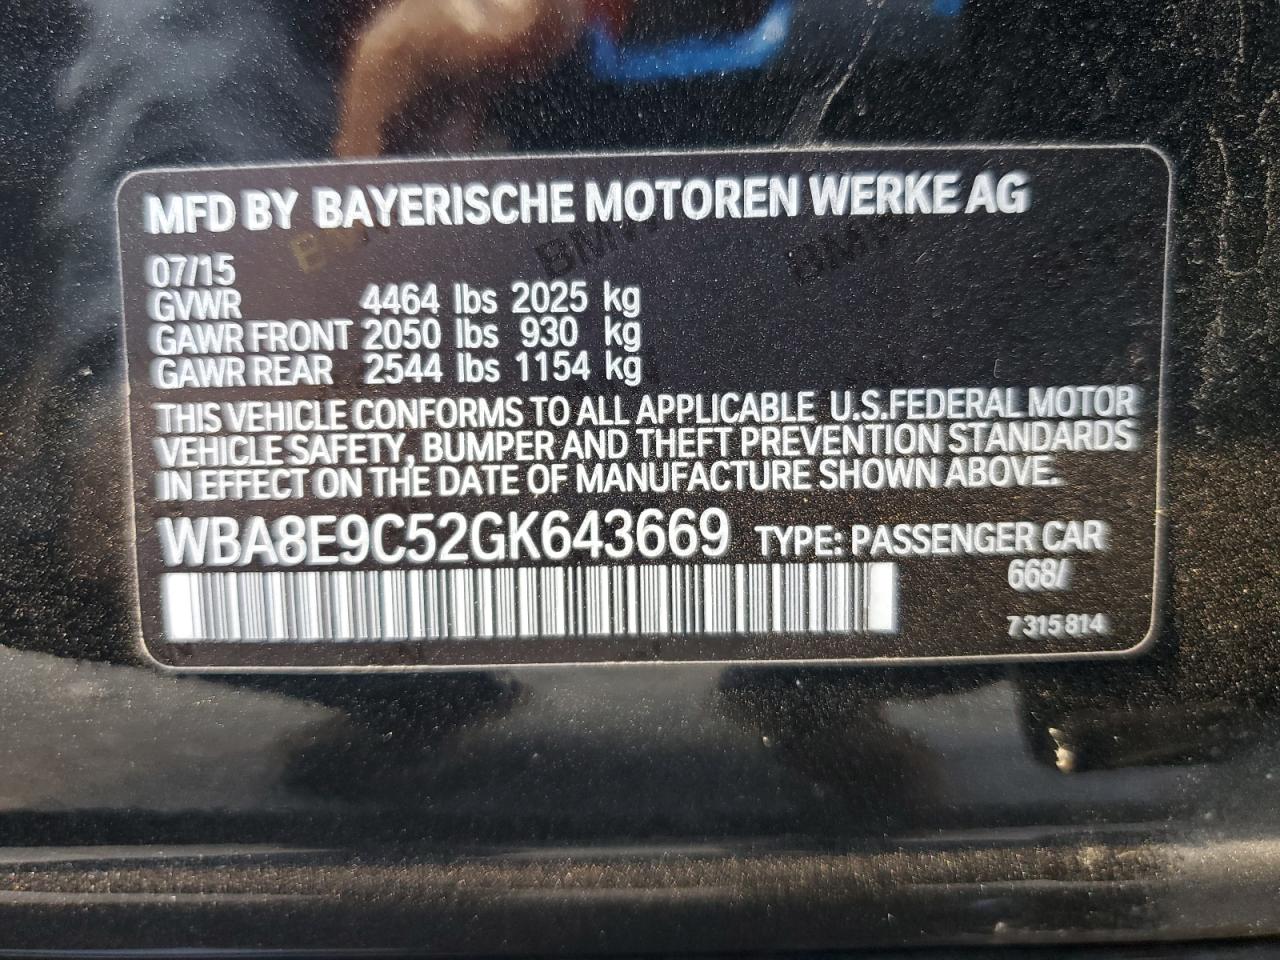 MFD BY BAYERISCHE MOTOREN WERKE AG
07/15
GVWR 4464 lbs 2025 kg
GAWR FRONT 2050 lbs 930 kg
GAWR REAR 2544 lbs 1154 kg
THIS VEHICLE CONFORMS TO ALL APPLICABLE U.S.FEDERAL MOTOR
VEHICLE SAFETY, BUMPER AND THEFT PREVENTION STANDARDS
IN EFFECT ON THE DATE OF MANUFACTURE SHOWN ABOVE.
WBA8E9C52GK643669 TYPE: PASSENGER CAR
668/
7 315 814
BMW
BMW
BMW